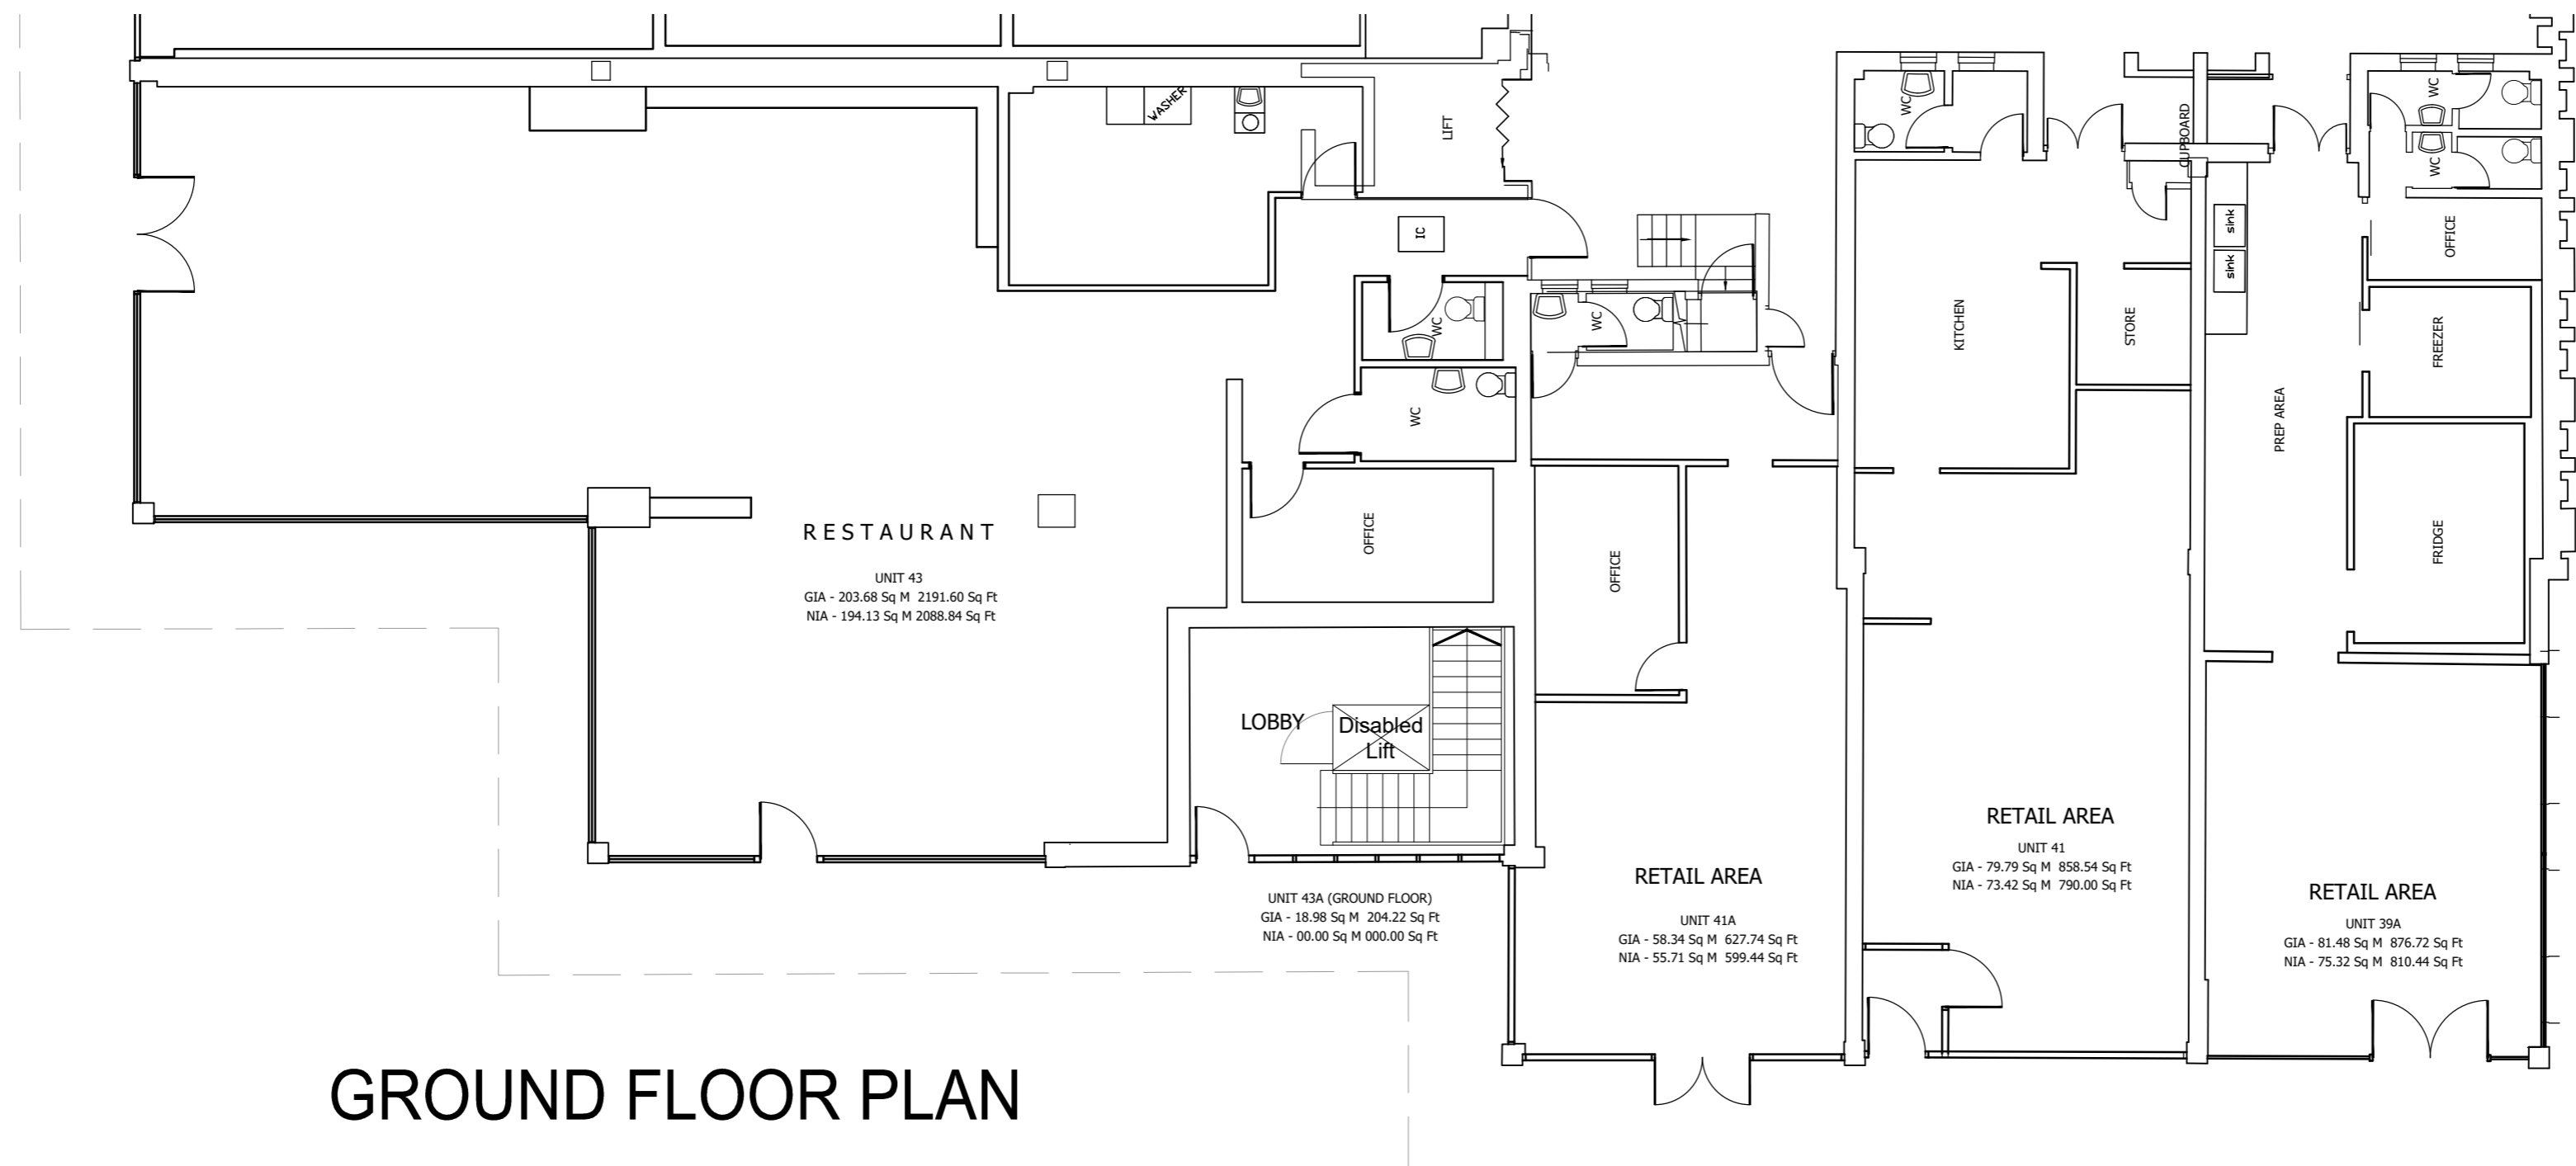 WASHER
LIFT
WC
CUPBOARD
WC
WC
sink
sink
OFFICE
IC
WC
WC
KITCHEN
STORE
FREEZER
PREP AREA
WC
OFFICE
OFFICE
FRIDGE
RESTAURANT
UNIT 43
GIA - 203.68 Sq M 2191.60 Sq Ft
NIA - 194.13 Sq M 2088.84 Sq Ft
LOBBY
Disabled
Lift
UNIT 43A (GROUND FLOOR)
GIA - 18.98 Sq M 204.22 Sq Ft
NIA - 00.00 Sq M 000.00 Sq Ft
RETAIL AREA
UNIT 41A
GIA - 58.34 Sq M 627.74 Sq Ft
NIA - 55.71 Sq M 599.44 Sq Ft
RETAIL AREA
UNIT 41
GIA - 79.79 Sq M 858.54 Sq Ft
NIA - 73.42 Sq M 790.00 Sq Ft
RETAIL AREA
UNIT 39A
GIA - 81.48 Sq M 876.72 Sq Ft
NIA - 75.32 Sq M 810.44 Sq Ft
GROUND FLOOR PLAN